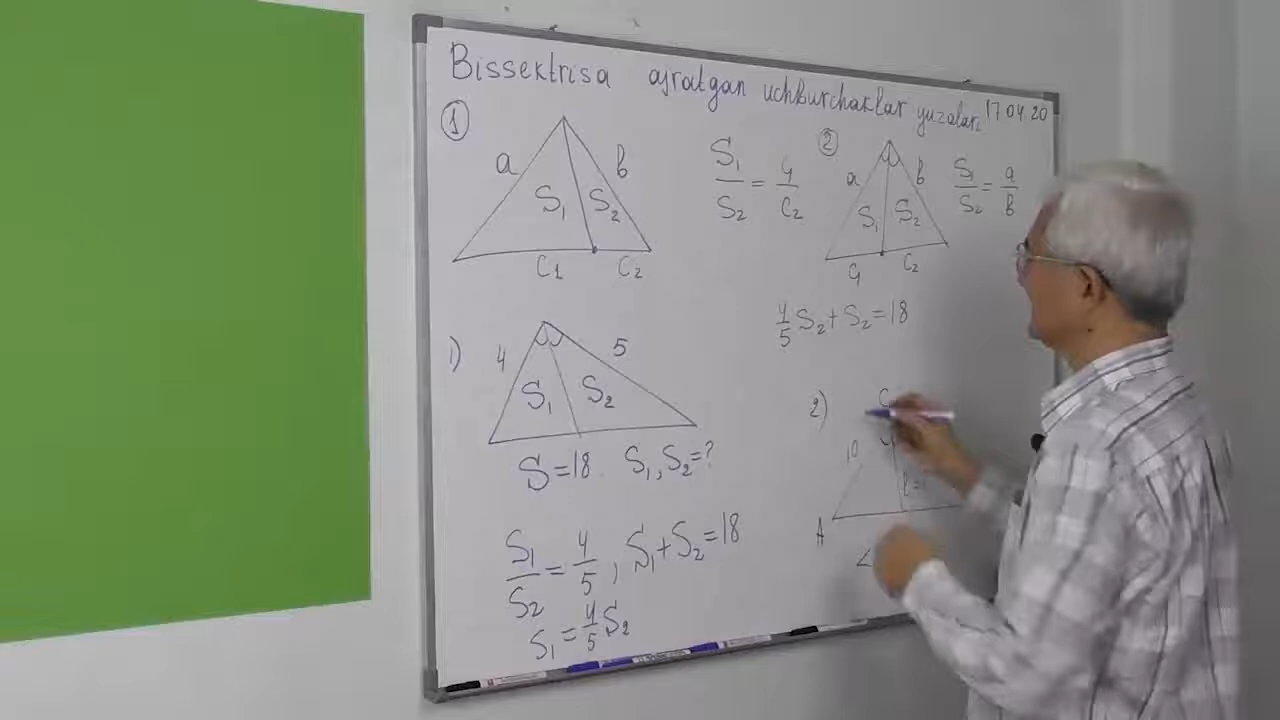 Bissektrisa ajratgan uchburchaklar yuzalari 17.04.20
①
a
b
S₁ S₂
C₁ C₂
S₁/S₂ = C₁/C₂
②
a
b
S₁ S₂
C₁ C₂
S₁/S₂ = a/b
1)
4
5
S₁ S₂
S=18 S₁, S₂=?
S₁/S₂ = 4/5, S₁+S₂=18
S₁ = 4/5 S₂
4/5 S₂ + S₂ = 18
2)
C
10
l=
A
∠